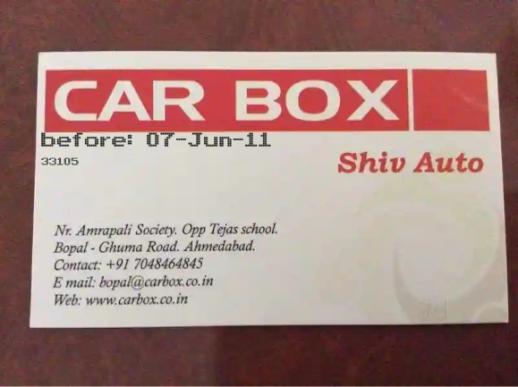 CAR BOX
before: 07-Jun-11
33105
Shiv Auto
Nr. Amrapali Society. Opp Tejas school.
Bopal - Ghuma Road. Ahmedabad.
Contact: +91 7048464845
E mail: bopal@carbox.co.in
Web: www.carbox.co.in